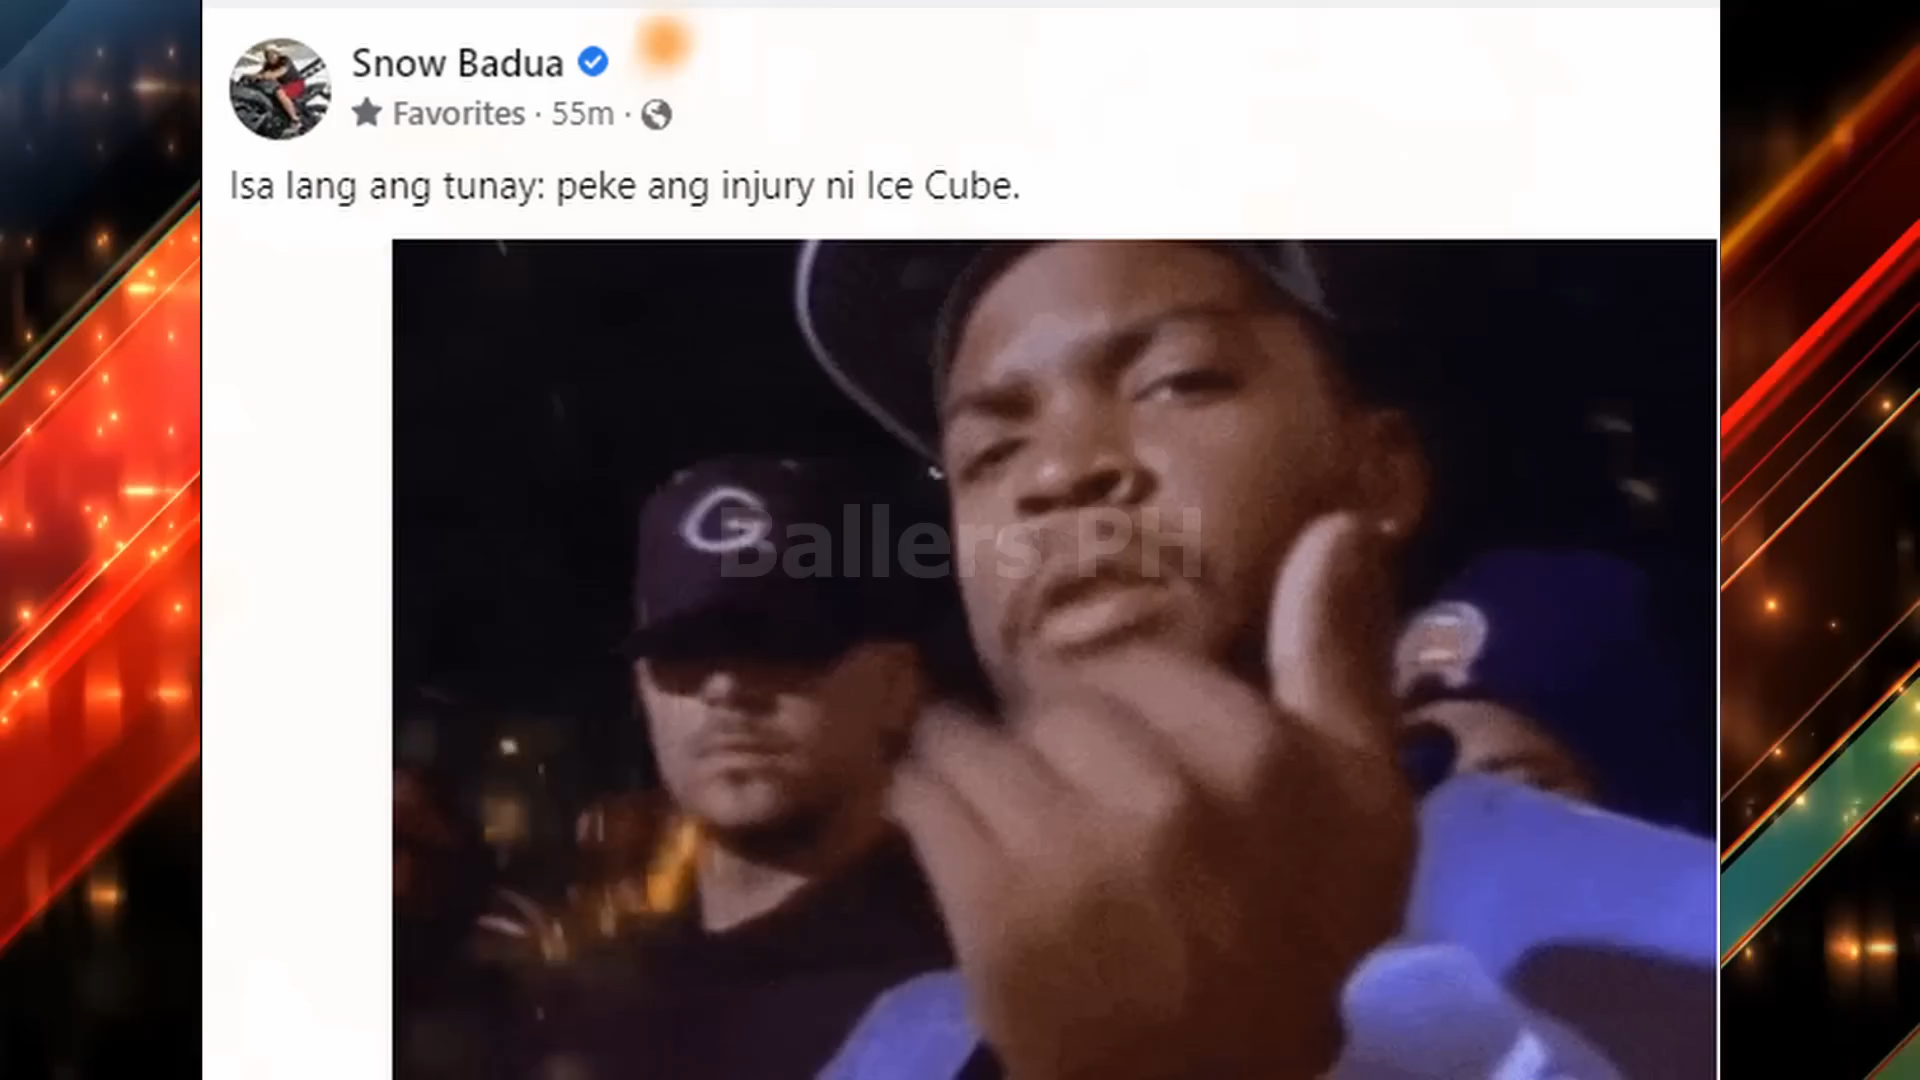 Snow Badua
Favorites · 55m ·
Isa lang ang tunay: peke ang injury ni Ice Cube.
G
Ballers PH